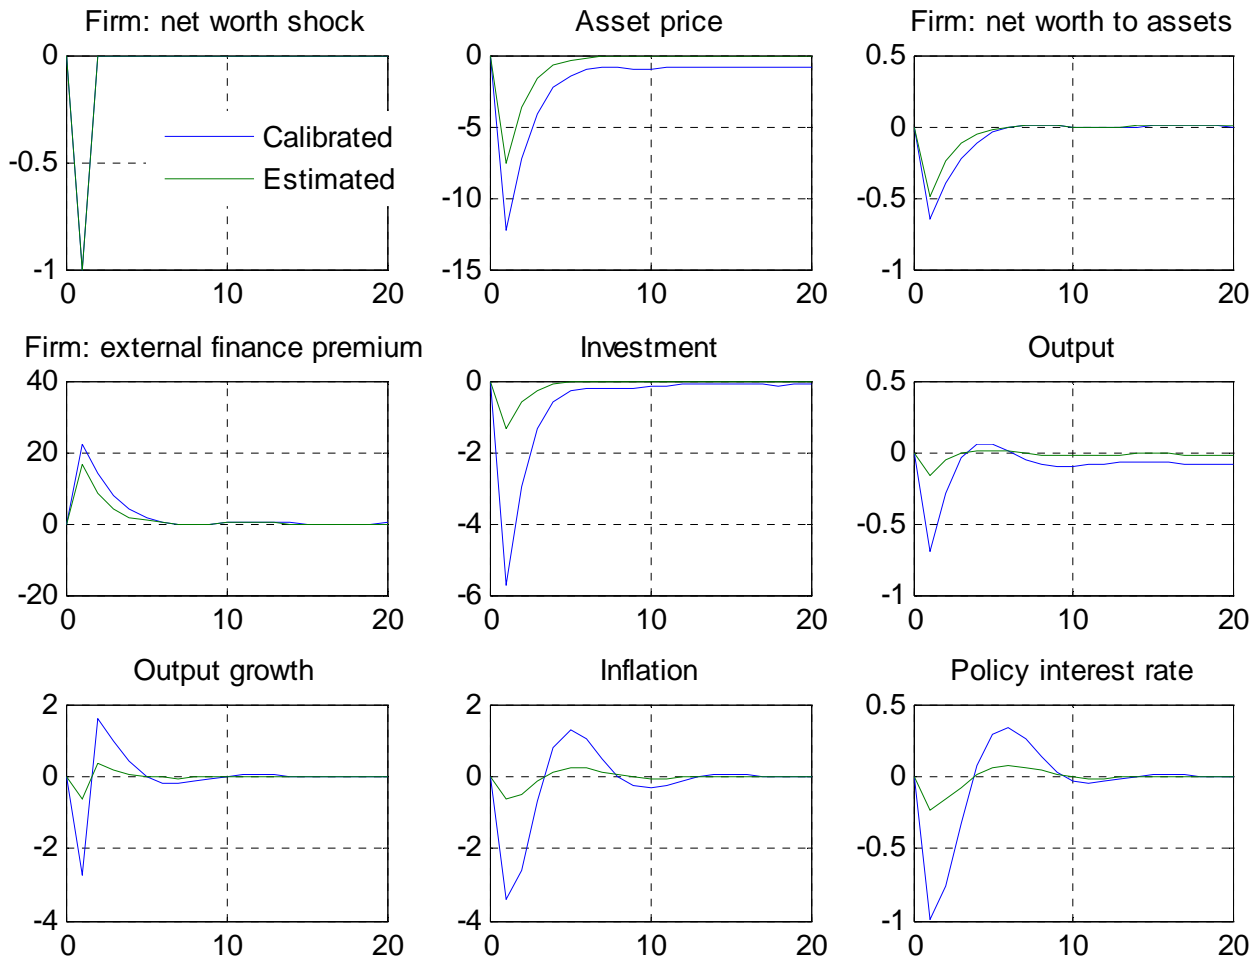 Firm: net worth shock
0
-0.5
-1
0 10 20
Calibrated
Estimated
Asset price
0
-5
-10
-15
0 10 20
Firm: net worth to assets
0.5
0
-0.5
-1
0 10 20
Firm: external finance premium
40
20
0
-20
0 10 20
Investment
0
-2
-4
-6
0 10 20
Output
0.5
0
-0.5
-1
0 10 20
Output growth
2
0
-2
-4
0 10 20
Inflation
2
0
-2
-4
0 10 20
Policy interest rate
0.5
0
-0.5
-1
0 10 20